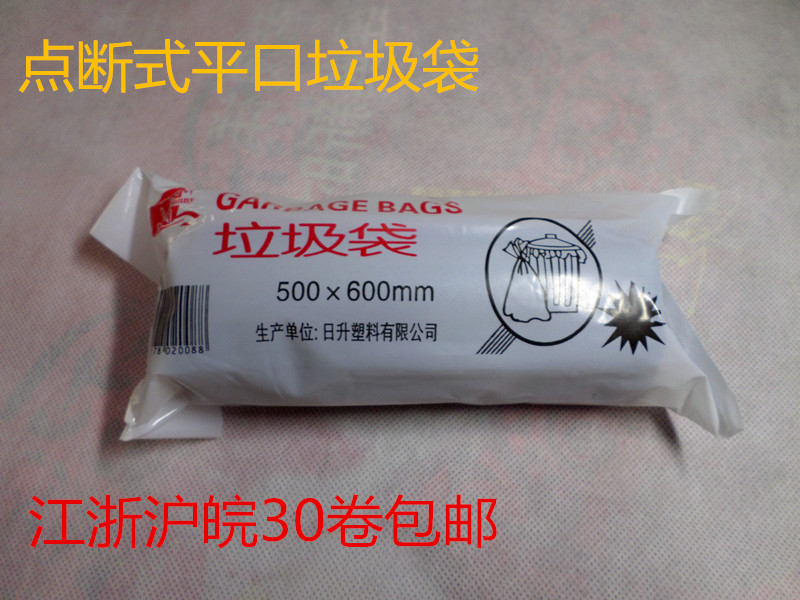 点断式平口垃圾袋
GARBAGE BAGS
垃圾袋
500×600mm
生产单位:日升塑料有限公司
78020088
江浙沪皖30卷包邮